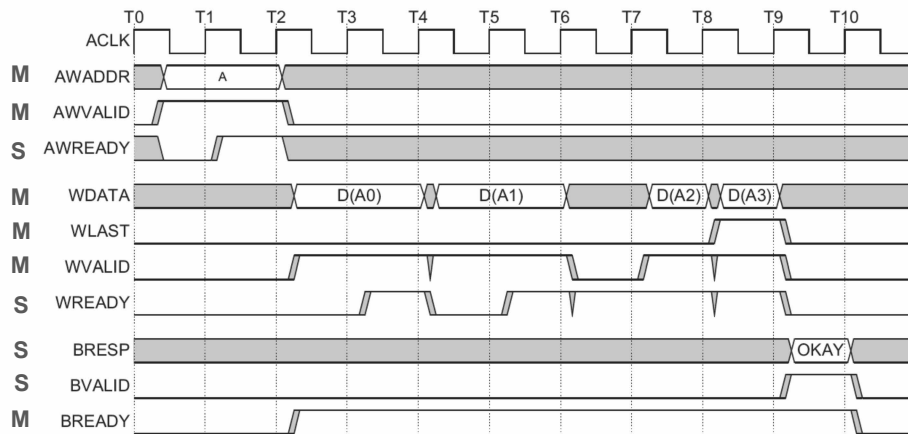 T0 T1 T2 T3 T4 T5 T6 T7 T8 T9 T10
ACLK
M AWADDR A
M AWVALID
S AWREADY
M WDATA D(A0) D(A1) D(A2) D(A3)
M WLAST
M WVALID
S WREADY
S BRESP OKAY
S BVALID
M BREADY